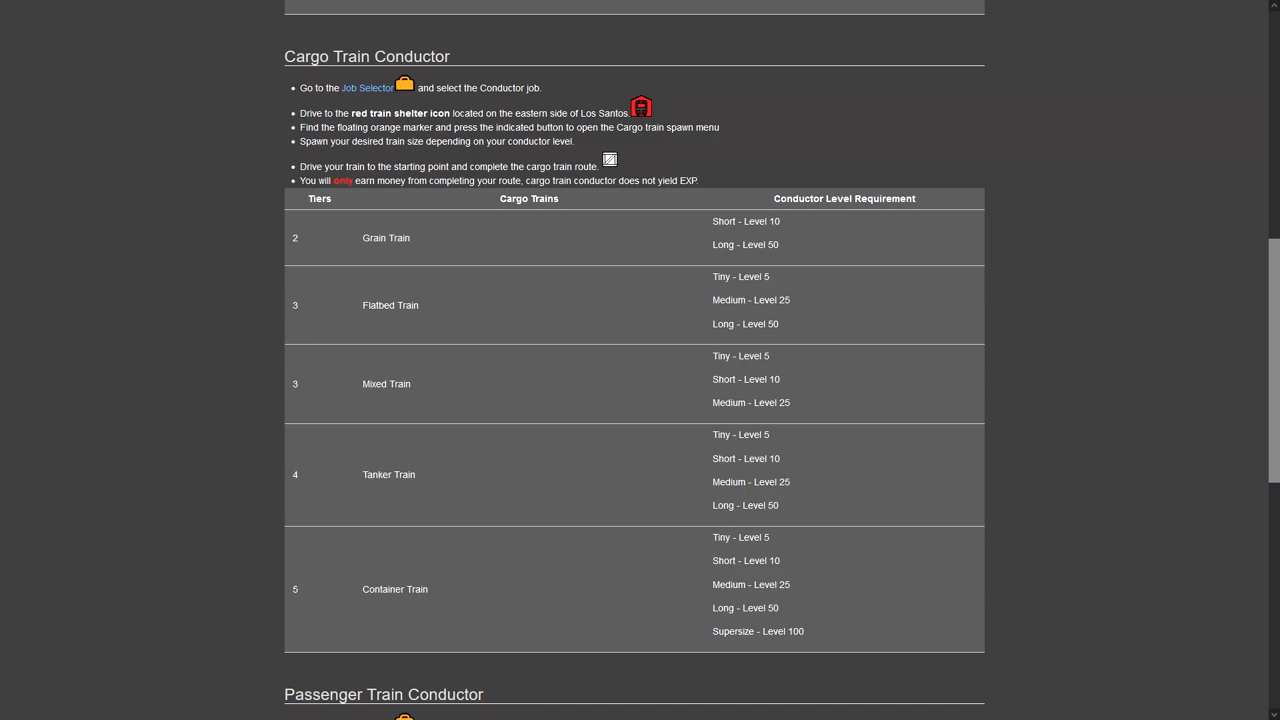 Cargo Train Conductor
Go to the Job Selector and select the Conductor job.
Drive to the red train shelter icon located on the eastern side of Los Santos.
Find the floating orange marker and press the indicated button to open the Cargo train spawn menu
Spawn your desired train size depending on your conductor level.
Drive your train to the starting point and complete the cargo train route.
You will only earn money from completing your route, cargo train conductor does not yield EXP.
Tiers Cargo Trains Conductor Level Requirement
2 Grain Train
Short - Level 10
Long - Level 50
3 Flatbed Train
Tiny - Level 5
Medium - Level 25
Long - Level 50
3 Mixed Train
Tiny - Level 5
Short - Level 10
Medium - Level 25
4 Tanker Train
Tiny - Level 5
Short - Level 10
Medium - Level 25
Long - Level 50
5 Container Train
Tiny - Level 5
Short - Level 10
Medium - Level 25
Long - Level 50
Supersize - Level 100
Passenger Train Conductor